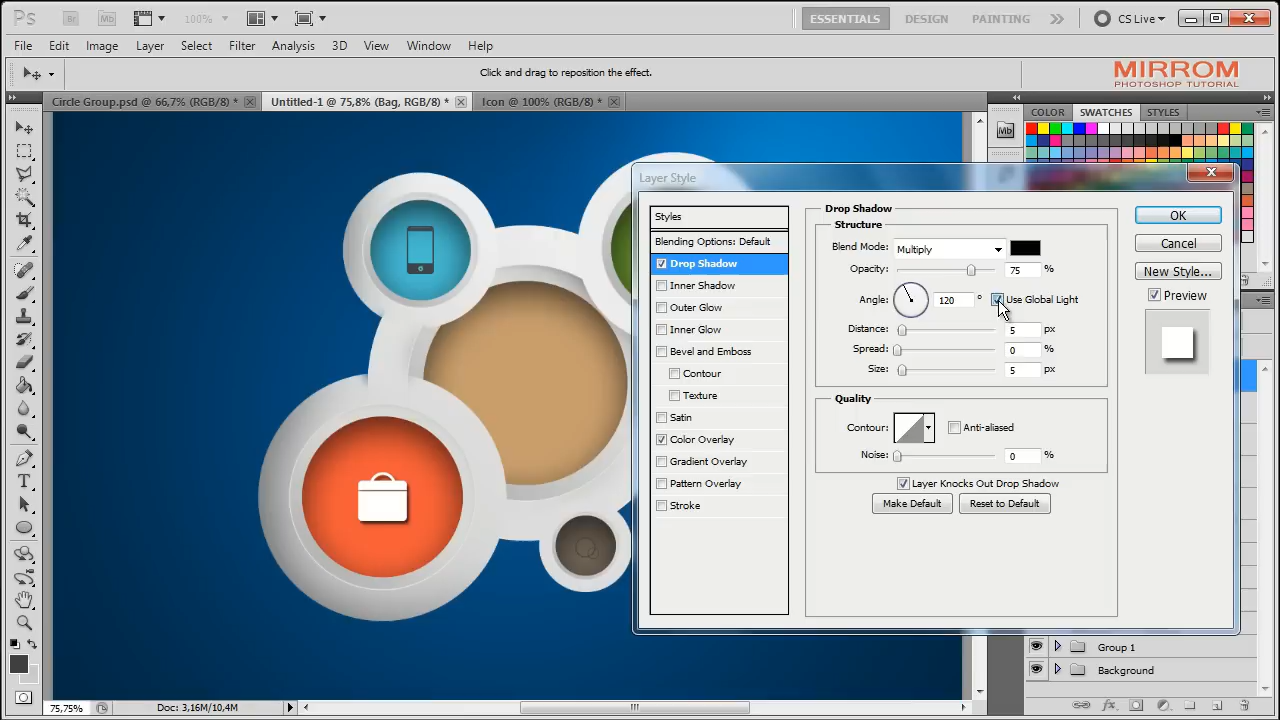 Ps Br Mb 100% ESSENTIALS DESIGN PAINTING CS Live
File Edit Image Layer Select Filter Analysis 3D View Window Help
Click and drag to reposition the effect.
MIRROM
PHOTOSHOP TUTORIAL
Circle Group.psd @ 66,7% (RGB/8) * Untitled-1 @ 75,8% (Bag, RGB/8) * Icon @ 100% (RGB/8) *
COLOR SWATCHES STYLES
Mb
Layer Style
Styles
Blending Options: Default
Drop Shadow
Inner Shadow
Outer Glow
Inner Glow
Bevel and Emboss
Contour
Texture
Satin
Color Overlay
Gradient Overlay
Pattern Overlay
Stroke
Drop Shadow
Structure
Blend Mode: Multiply
Opacity: 75 %
Angle: 120 ° Use Global Light
Distance: 5 px
Spread: 0 %
Size: 5 px
Quality
Contour: Anti-aliased
Noise: 0 %
Layer Knocks Out Drop Shadow
Make Default Reset to Default
OK
Cancel
New Style...
Preview
Group 1
Background
75,75% Doc: 3,16M/10,4M